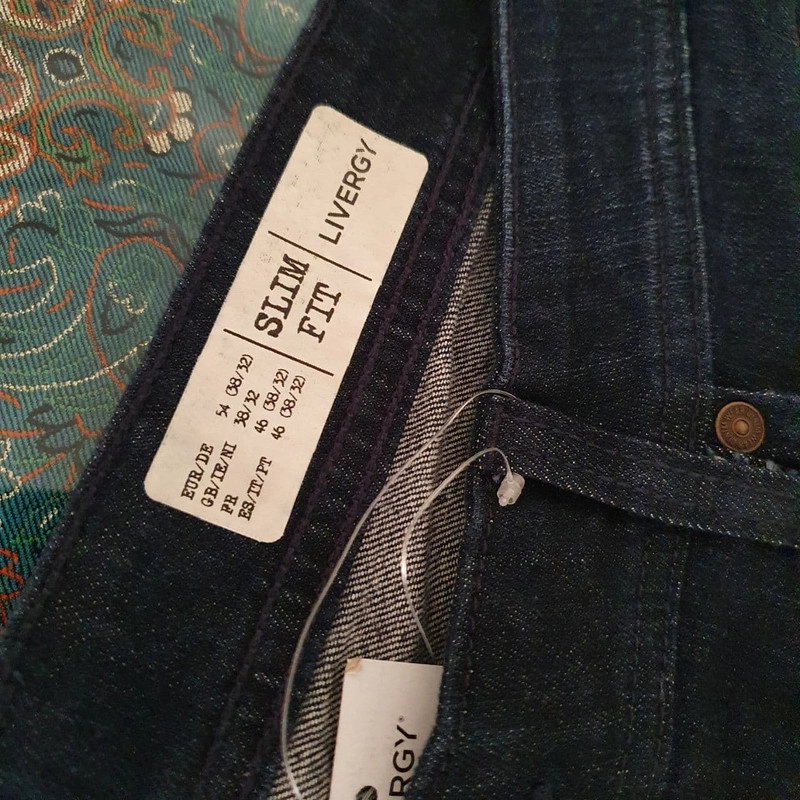 LIVERGY
SLIM
FIT
EUR/DE 54 (38/32)
GB/IE/NI 38/32
FR 46 (38/32)
ES/IT/PT 46 (38/32)
RGY